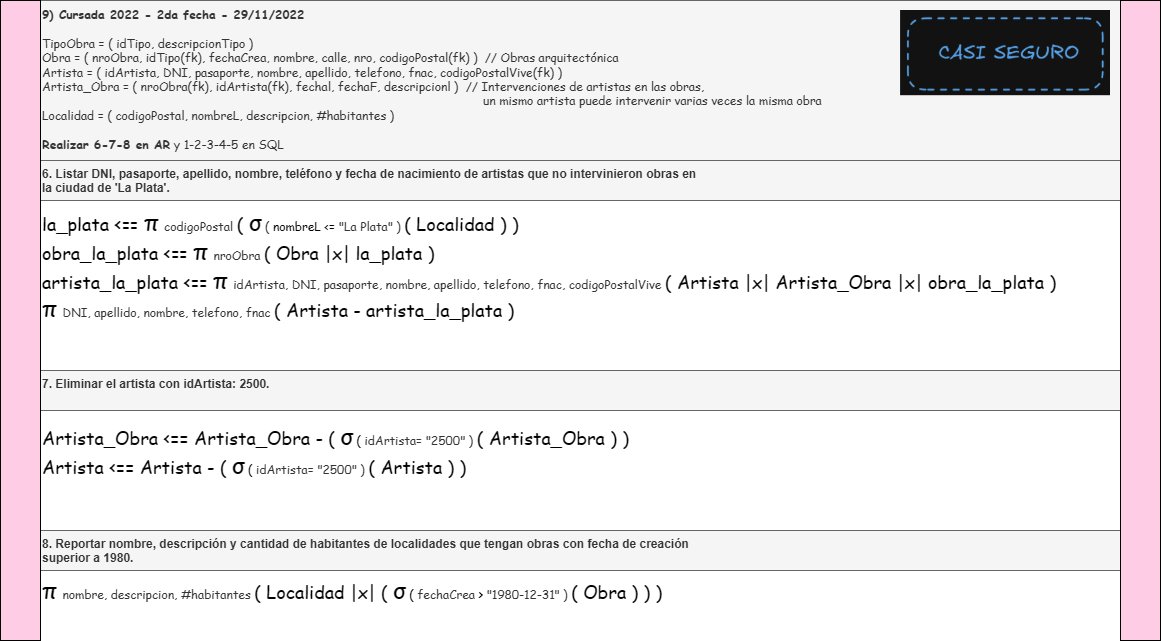 9) Cursada 2022 - 2da fecha - 29/11/2022
CASI SEGURO
TipoObra = ( idTipo, descripcionTipo )
Obra = ( nroObra, idTipo(fk), fechaCrea, nombre, calle, nro, codigoPostal(fk) )  // Obras arquitectónica
Artista = ( idArtista, DNI, pasaporte, nombre, apellido, telefono, fnac, codigoPostalVive(fk) )
Artista_Obra = ( nroObra(fk), idArtista(fk), fechaI, fechaF, descripcionI )  // Intervenciones de artistas en las obras,
un mismo artista puede intervenir varias veces la misma obra
Localidad = ( codigoPostal, nombreL, descripcion, #habitantes )
Realizar 6-7-8 en AR y 1-2-3-4-5 en SQL
6. Listar DNI, pasaporte, apellido, nombre, teléfono y fecha de nacimiento de artistas que no intervinieron obras en
la ciudad de 'La Plata'.
la_plata <== π codigoPostal ( σ ( nombreL <= "La Plata" ) ( Localidad ) )
obra_la_plata <== π nroObra ( Obra |x| la_plata )
artista_la_plata <== π idArtista, DNI, pasaporte, nombre, apellido, telefono, fnac, codigoPostalVive ( Artista |x| Artista_Obra |x| obra_la_plata )
π DNI, apellido, nombre, telefono, fnac ( Artista - artista_la_plata )
7. Eliminar el artista con idArtista: 2500.
Artista_Obra <== Artista_Obra - ( σ ( idArtista= "2500" ) ( Artista_Obra ) )
Artista <== Artista - ( σ ( idArtista= "2500" ) ( Artista ) )
8. Reportar nombre, descripción y cantidad de habitantes de localidades que tengan obras con fecha de creación
superior a 1980.
π nombre, descripcion, #habitantes ( Localidad |x| ( σ ( fechaCrea > "1980-12-31" ) ( Obra ) ) )